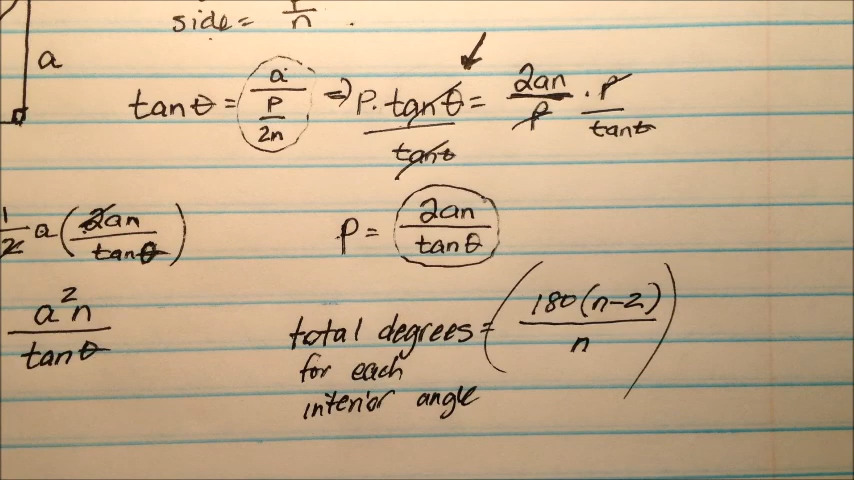 side = P/n .
a
tanθ = a/(P/2n) ⇒ P · tanθ/tanθ = 2an/P · P/tanθ
1/2 a (2an/tanθ)
P = 2an/tanθ
a²n/tanθ
total degrees = (180(n-2)/n)
for each
interior angle